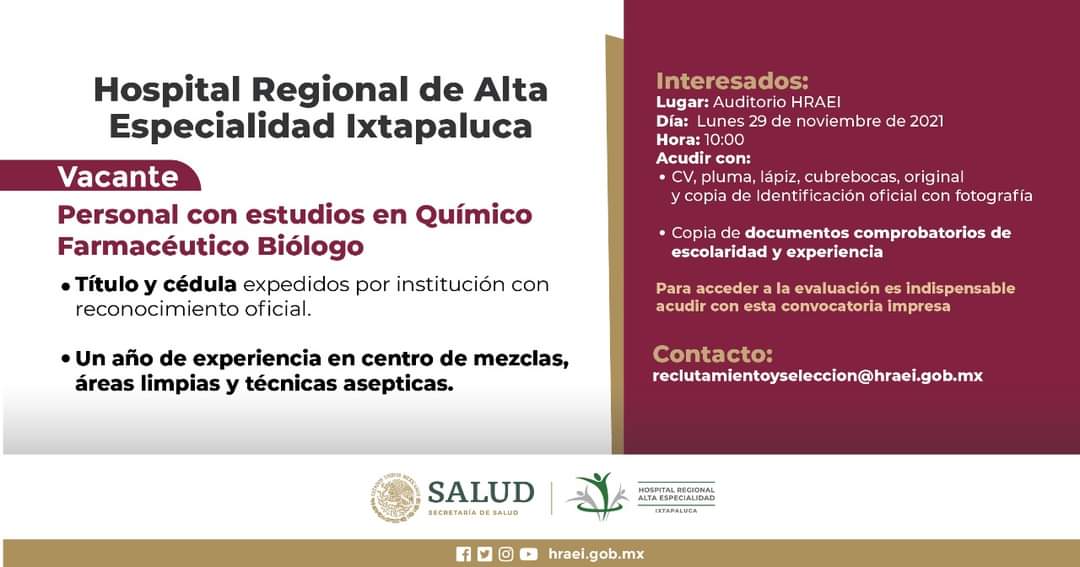 Hospital Regional de Alta
Especialidad Ixtapaluca
Vacante
Personal con estudios en Químico
Farmacéutico Biólogo
• Título y cédula expedidos por institución con
reconocimiento oficial.
• Un año de experiencia en centro de mezclas,
áreas limpias y técnicas asepticas.
Interesados:
Lugar: Auditorio HRAEI
Día: Lunes 29 de noviembre de 2021
Hora: 10:00
Acudir con:
• CV, pluma, lápiz, cubrebocas, original
y copia de Identificación oficial con fotografía
• Copia de documentos comprobatorios de
escolaridad y experiencia
Para acceder a la evaluación es indispensable
acudir con esta convocatoria impresa
Contacto:
reclutamientoyseleccion@hraei.gob.mx
SALUD
SECRETARÍA DE SALUD
HOSPITAL REGIONAL
ALTA ESPECIALIDAD
IXTAPALUCA
hraei.gob.mx